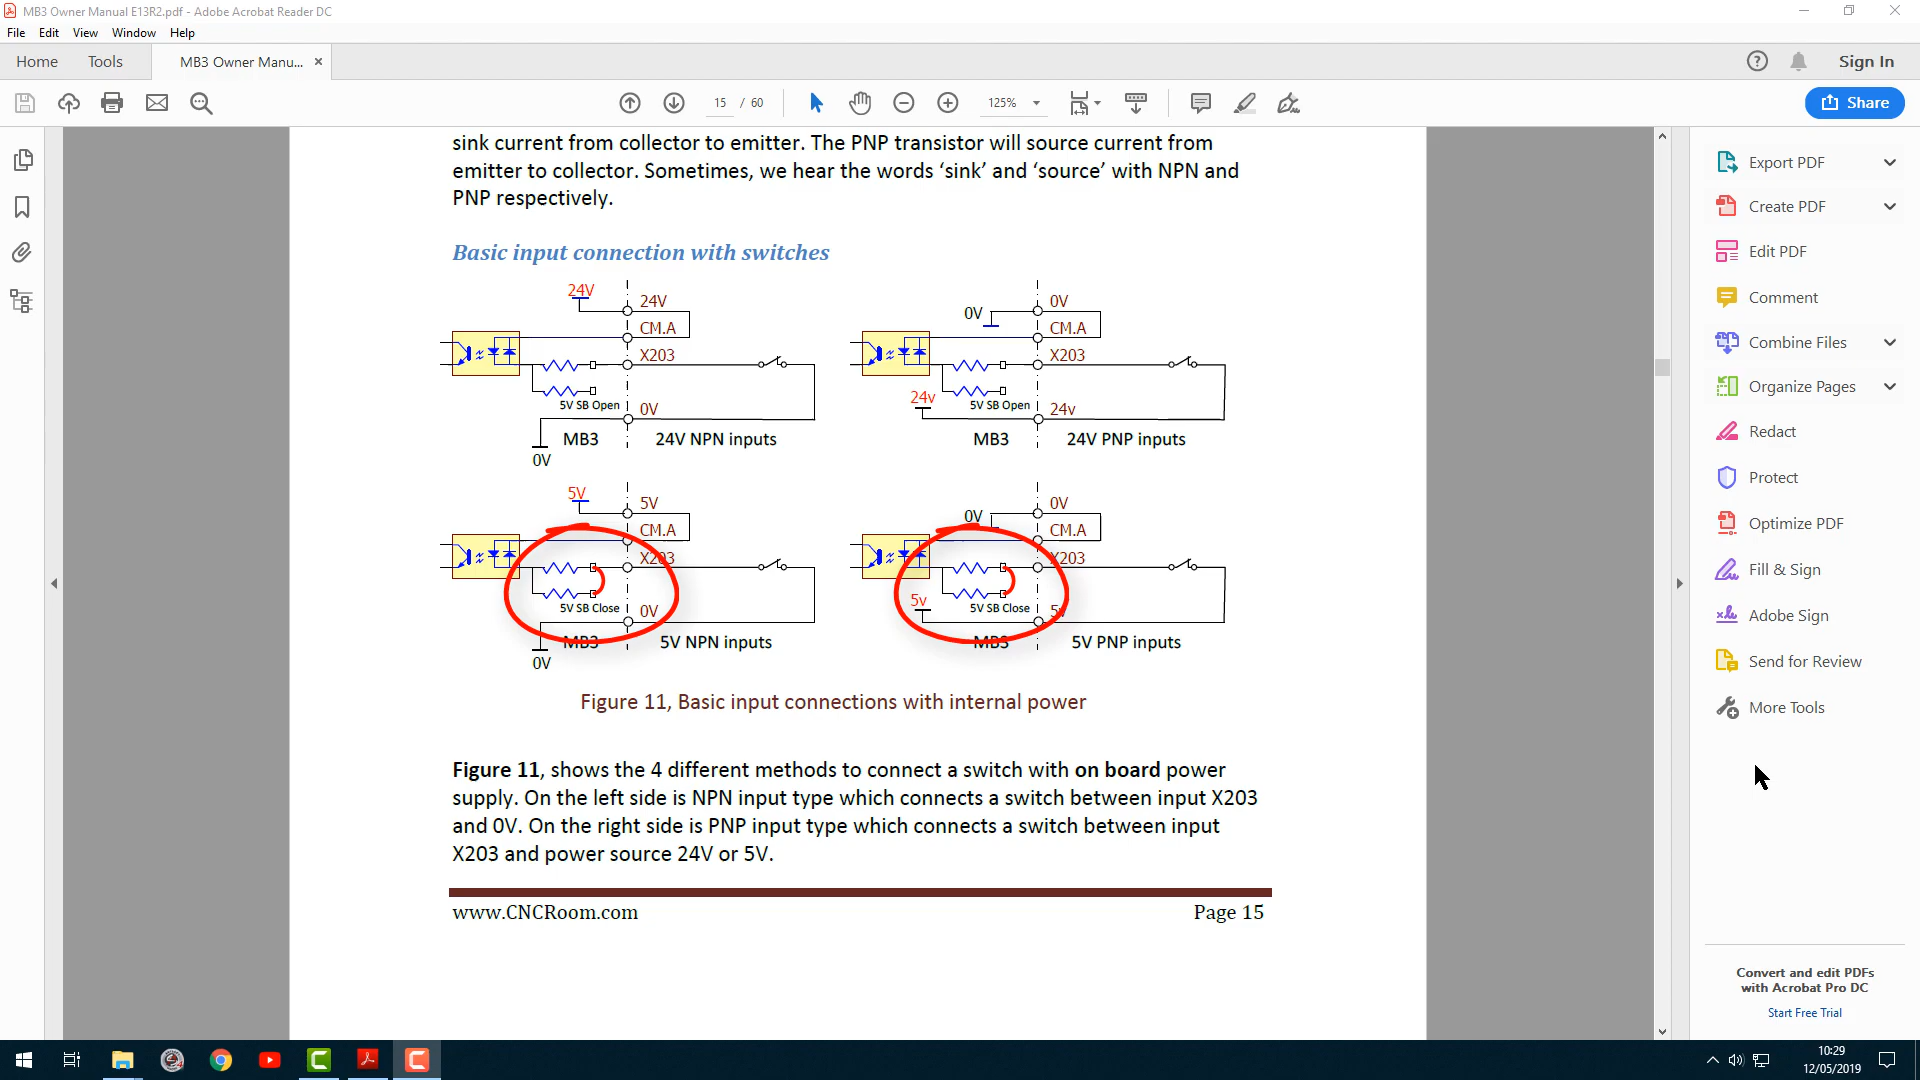 MB3 Owner Manual E13R2.pdf - Adobe Acrobat Reader DC
File Edit View Window Help
Home Tools MB3 Owner Manu... × Sign In
15 / 60 125% Share
sink current from collector to emitter. The PNP transistor will source current from
emitter to collector. Sometimes, we hear the words ‘sink’ and ‘source’ with NPN and
PNP respectively.
Basic input connection with switches
24V 24V
CM.A
X203
5V SB Open 0V
MB3 24V NPN inputs
0V
0V 0V
CM.A
X203
24v 5V SB Open 24v
MB3 24V PNP inputs
5V 5V
CM.A
X203
5V SB Close 0V
MB3 5V NPN inputs
0V
0V 0V
CM.A
X203
5v 5V SB Close 5v
MB3 5V PNP inputs
Figure 11, Basic input connections with internal power
Figure 11, shows the 4 different methods to connect a switch with on board power
supply. On the left side is NPN input type which connects a switch between input X203
and 0V. On the right side is PNP input type which connects a switch between input
X203 and power source 24V or 5V.
www.CNCRoom.com Page 15
Export PDF
Create PDF
Edit PDF
Comment
Combine Files
Organize Pages
Redact
Protect
Optimize PDF
Fill & Sign
Adobe Sign
Send for Review
More Tools
Convert and edit PDFs
with Acrobat Pro DC
Start Free Trial
10:29
12/05/2019